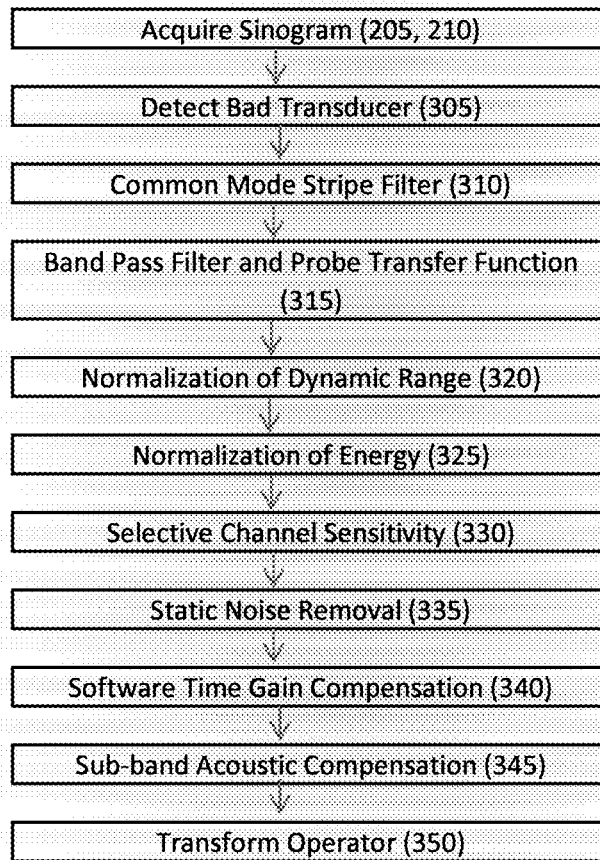 Acquire Sinogram (205, 210)
Detect Bad Transducer (305)
Common Mode Stripe Filter (310)
Band Pass Filter and Probe Transfer Function
(315)
Normalization of Dynamic Range (320)
Normalization of Energy (325)
Selective Channel Sensitivity (330)
Static Noise Removal (335)
Software Time Gain Compensation (340)
Sub-band Acoustic Compensation (345)
Transform Operator (350)